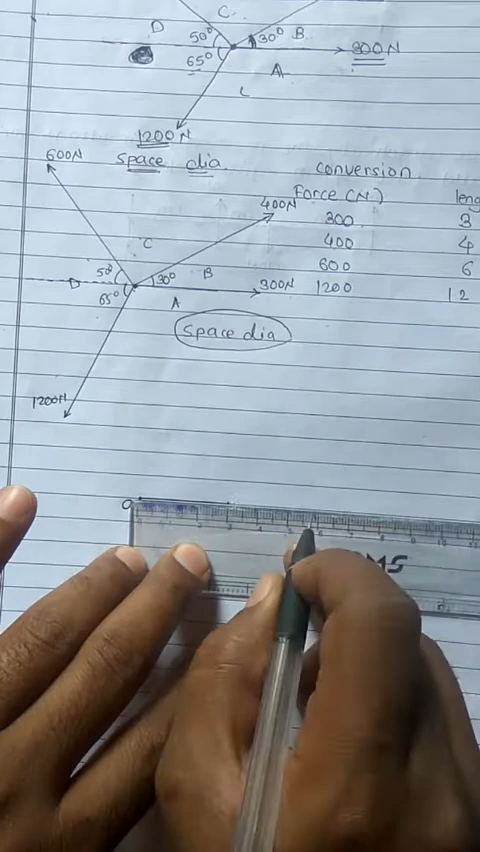 C
D 50° 30° B 300N
65° A
L
1200N
600N Space dia conversion
Force (N) leng
400N 300 3
C 400 4
50° 30° B 600 6
D 300N 1200 12
65° A
Space dia
1200N
O